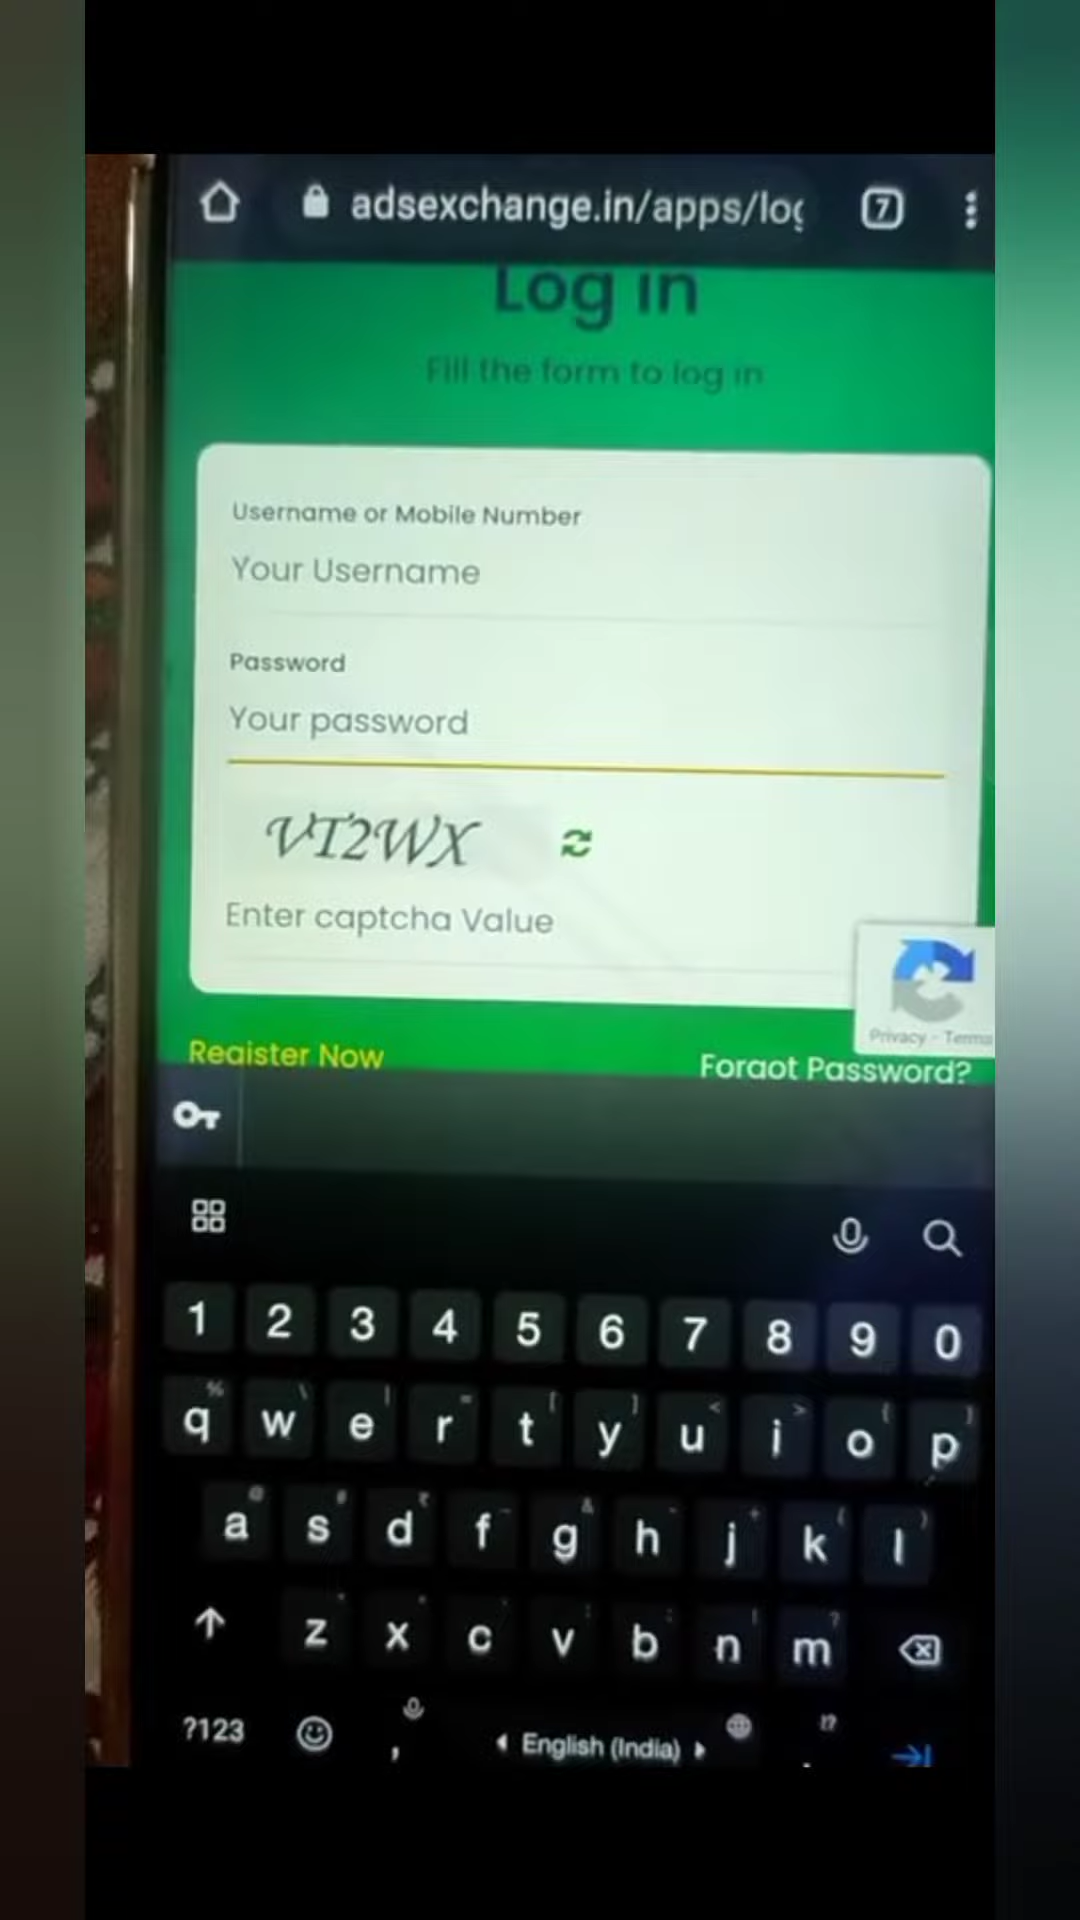 adsexchange.in/apps/log
7
Log in
Fill the form to log in
Username or Mobile Number
Your Username
Password
Your password
VT2WX
Enter captcha Value
Privacy - Terms
Register Now
Forgot Password?
1 2 3 4 5 6 7 8 9 0
q w e r t y u i o p
a s d f g h j k l
z x c v b n m
?123 , English (India) .